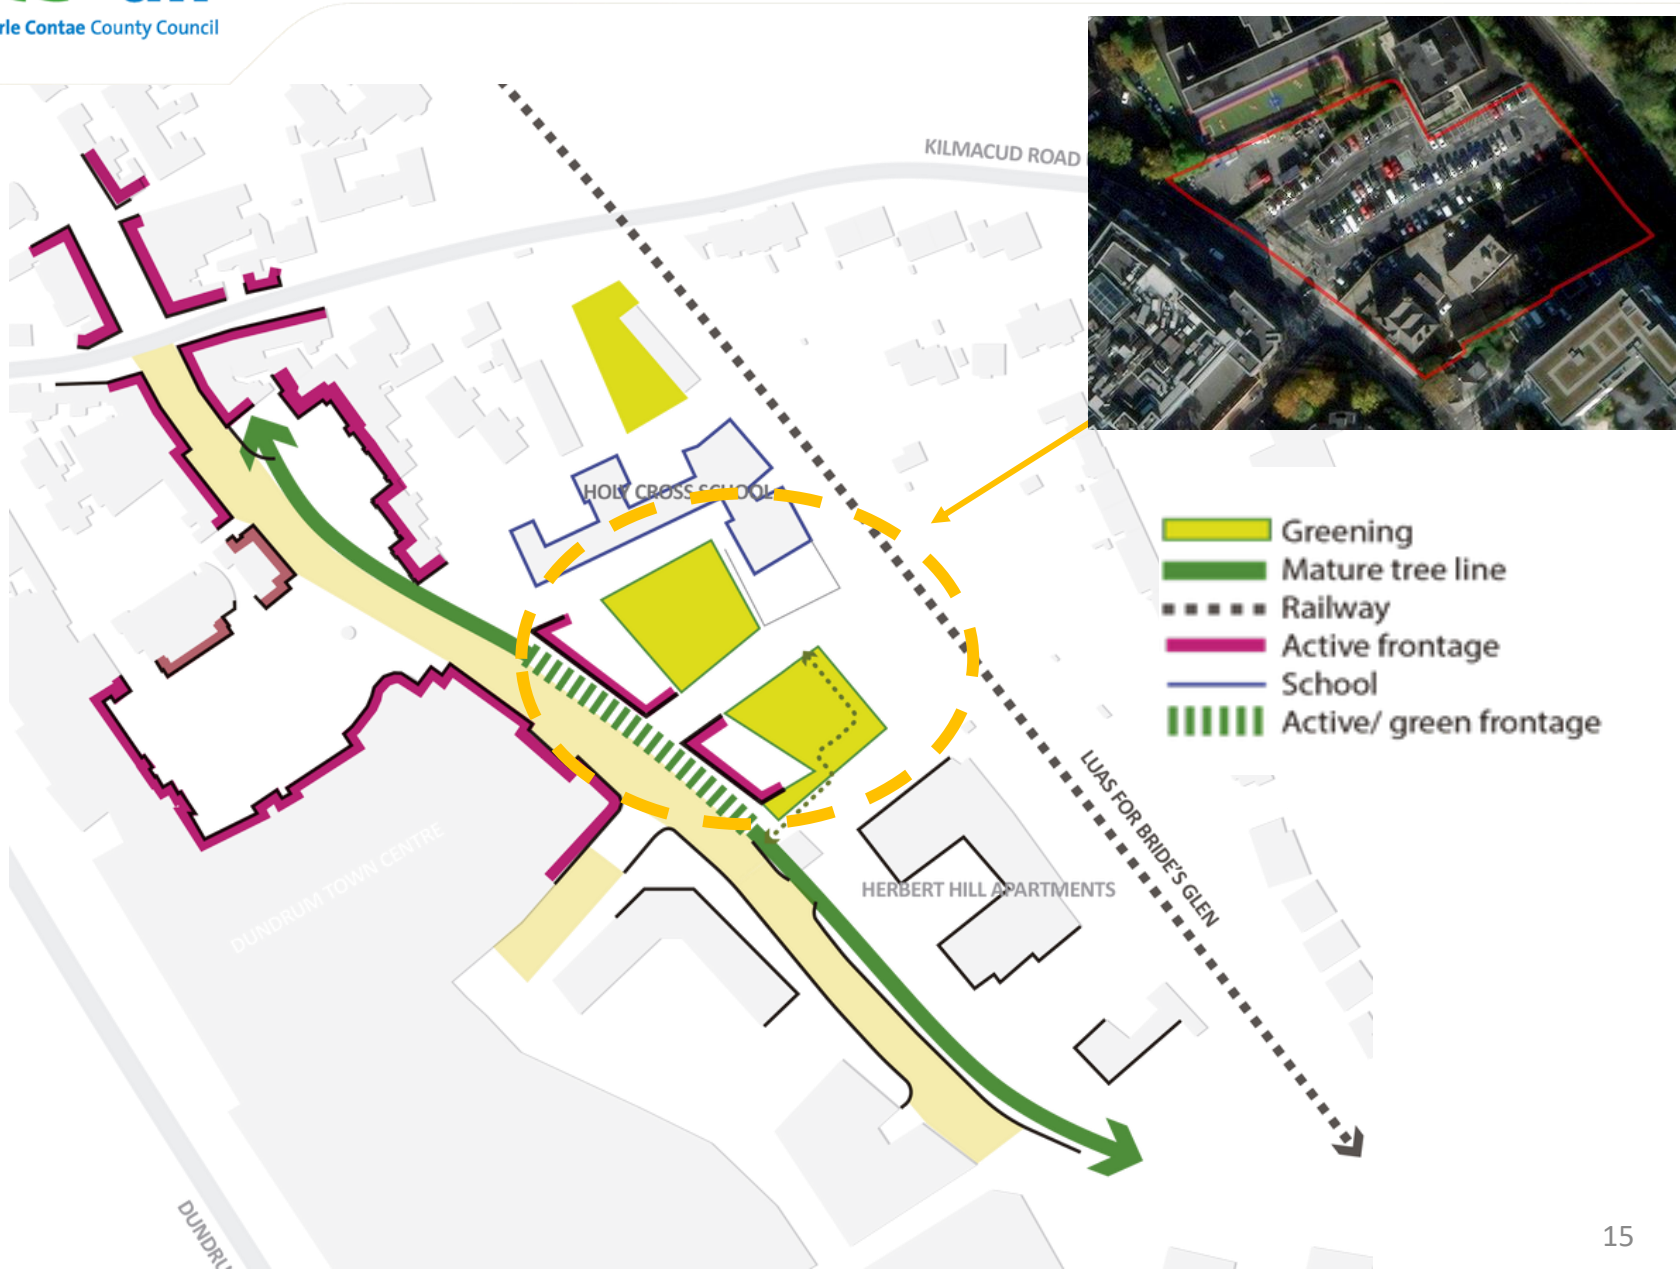 Contae County Council
KILMACUD ROAD
HOLY CROSS SCHOOL
Greening
Mature tree line
Railway
Active frontage
School
Active/ green frontage
LUAS FOR BRIDE'S GLEN
DUNDRUM TOWN CENTRE
HERBERT HILL APARTMENTS
15